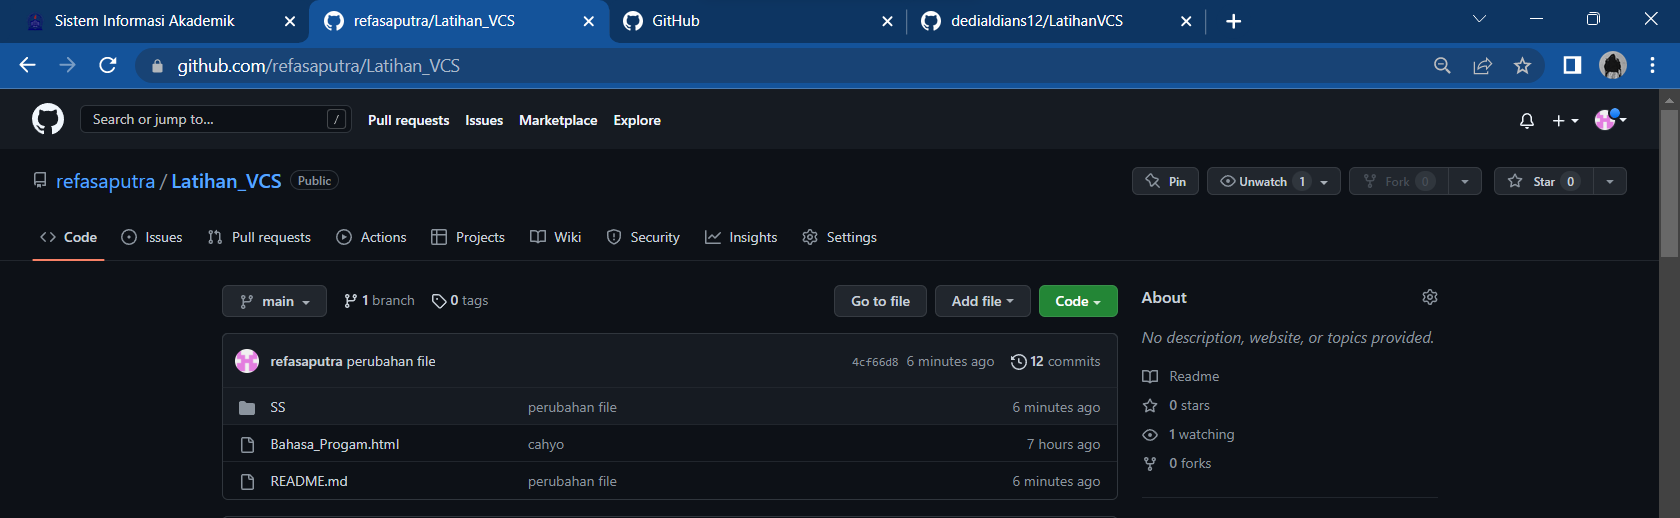 Sistem Informasi Akademik
refasaputra/Latihan_VCS
GitHub
dedialdians12/LatihanVCS
github.com/refasaputra/Latihan_VCS
Search or jump to... /
Pull requests Issues Marketplace Explore
refasaputra / Latihan_VCS Public
Pin Unwatch 1 Fork 0 Star 0
Code Issues Pull requests Actions Projects Wiki Security Insights Settings
main 1 branch 0 tags Go to file Add file Code
refasaputra perubahan file 4cf66d8 6 minutes ago 12 commits
SS perubahan file 6 minutes ago
Bahasa_Progam.html cahyo 7 hours ago
README.md perubahan file 6 minutes ago
About
No description, website, or topics provided.
Readme
0 stars
1 watching
0 forks